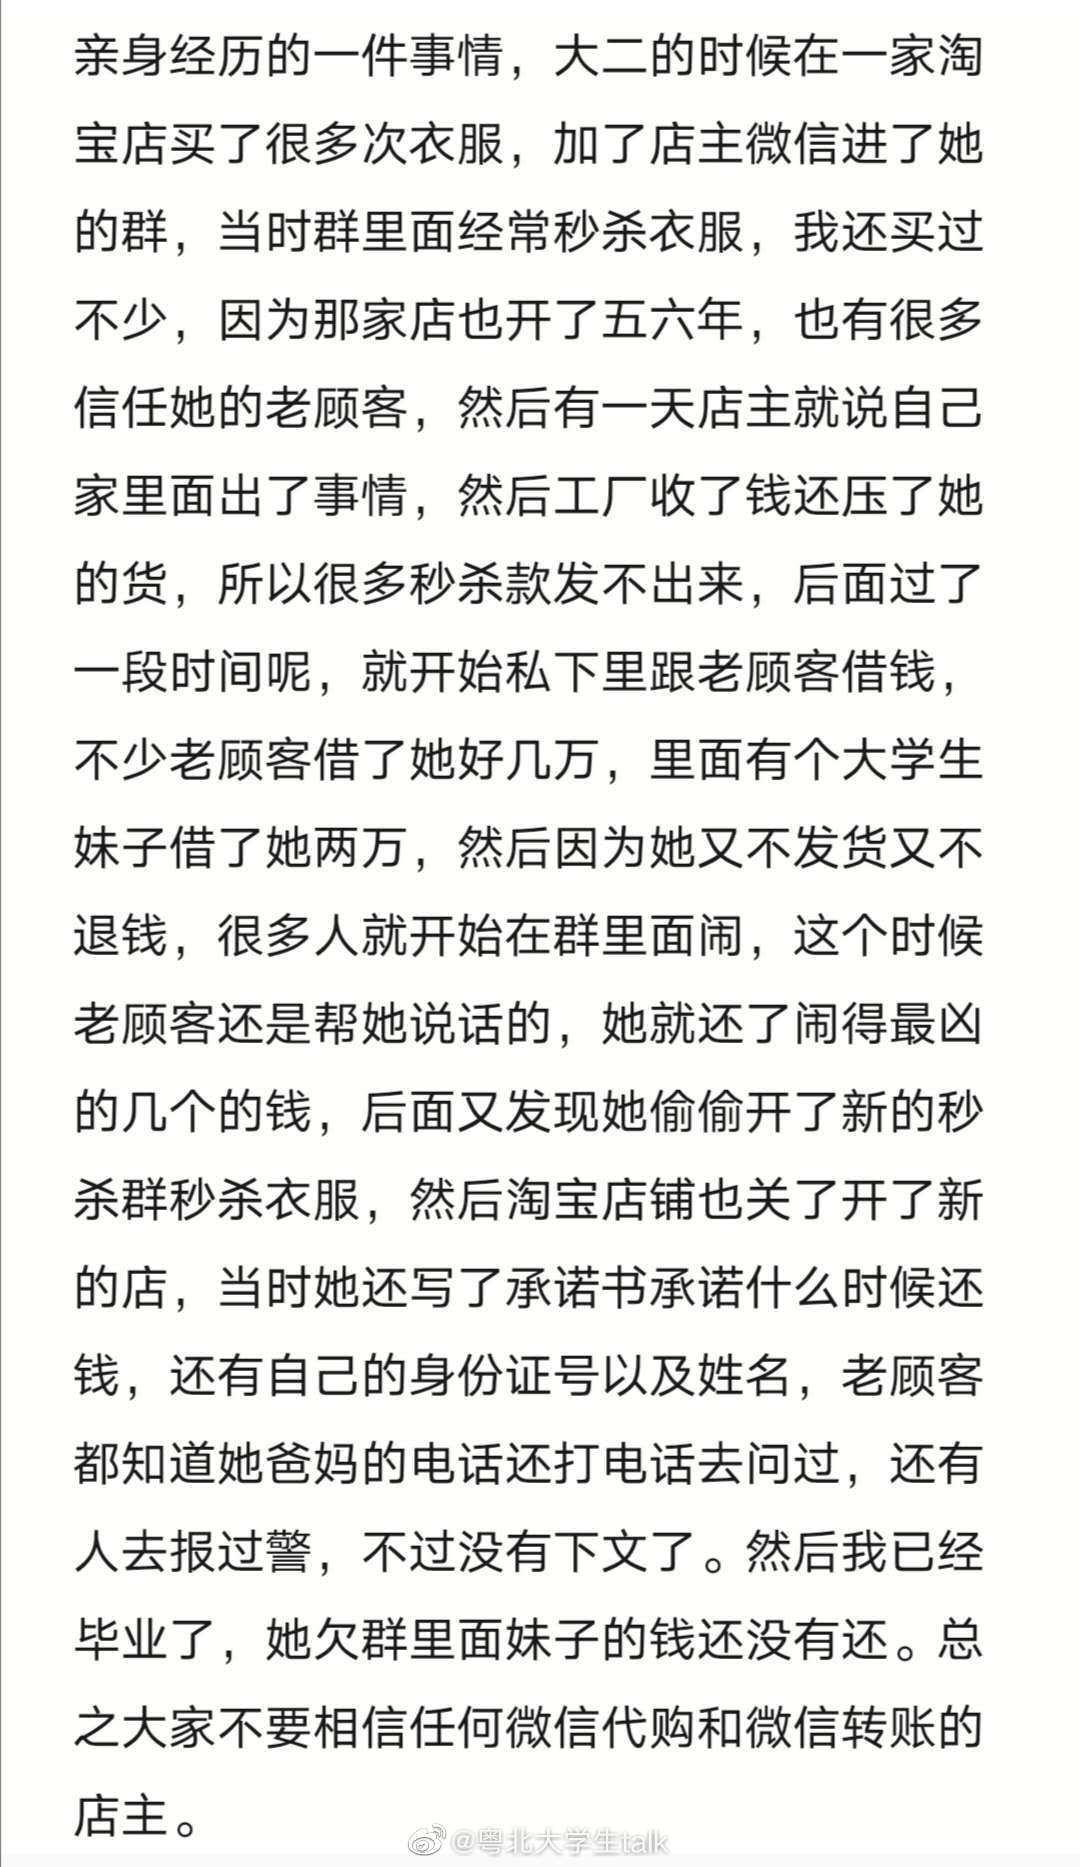 亲身经历的一件事情，大二的时候在一家淘
宝店买了很多次衣服，加了店主微信进了她
的群，当时群里面经常秒杀衣服，我还买过
不少，因为那家店也开了五六年，也有很多
信任她的老顾客，然后有一天店主就说自己
家里面出了事情，然后工厂收了钱还压了她
的货，所以很多秒杀款发不出来，后面过了
一段时间呢，就开始私下里跟老顾客借钱，
不少老顾客借了她好几万，里面有个大学生
妹子借了她两万，然后因为她又不发货又不
退钱，很多人就开始在群里面闹，这个时候
老顾客还是帮她说话的，她就还了闹得最凶
的几个的钱，后面又发现她偷偷开了新的秒
杀群秒杀衣服，然后淘宝店铺也关了开了新
的店，当时她还写了承诺书承诺什么时候还
钱，还有自己的身份证号以及姓名，老顾客
都知道她爸妈的电话还打电话去问过，还有
人去报过警，不过没有下文了。然后我已经
毕业了，她欠群里面妹子的钱还没有还。总
之大家不要相信任何微信代购和微信转账的
店主。
@粤北大学生talk